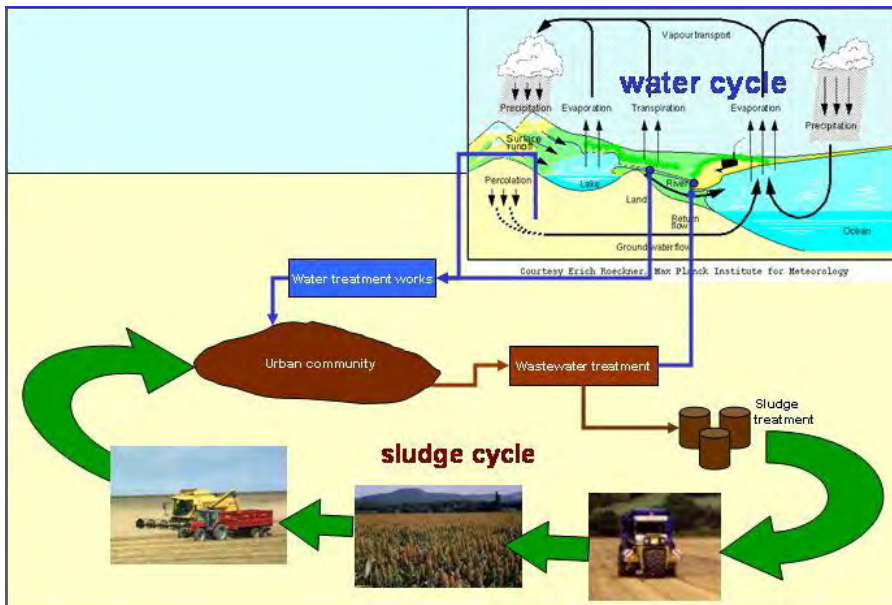 Vapour transport
water cycle
Precipitation
Evaporation
Transpiration
Evaporation
Precipitation
Surface
runoff
Percolation
Lake
River
Land
Return
flow
Ocean
Ground water flow
Courtesy Erich Roeckner, Max Planck Institute for Meteorology
Water treatment works
Urban community
Wastewater treatment
Sludge
treatment
sludge cycle